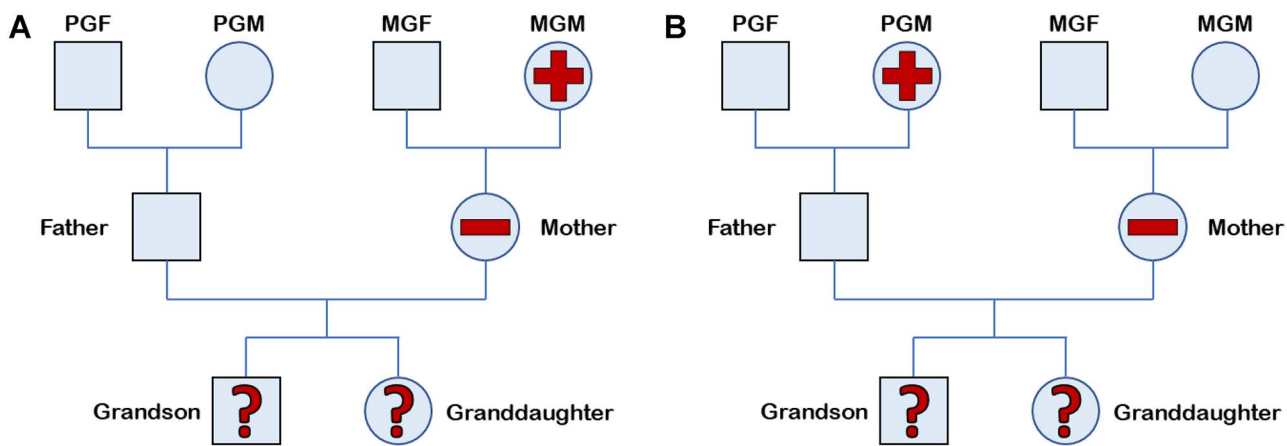 A
PGF PGM MGF MGM
Father Mother
Grandson ? ? Granddaughter
B
PGF PGM MGF MGM
Father Mother
Grandson ? ? Granddaughter